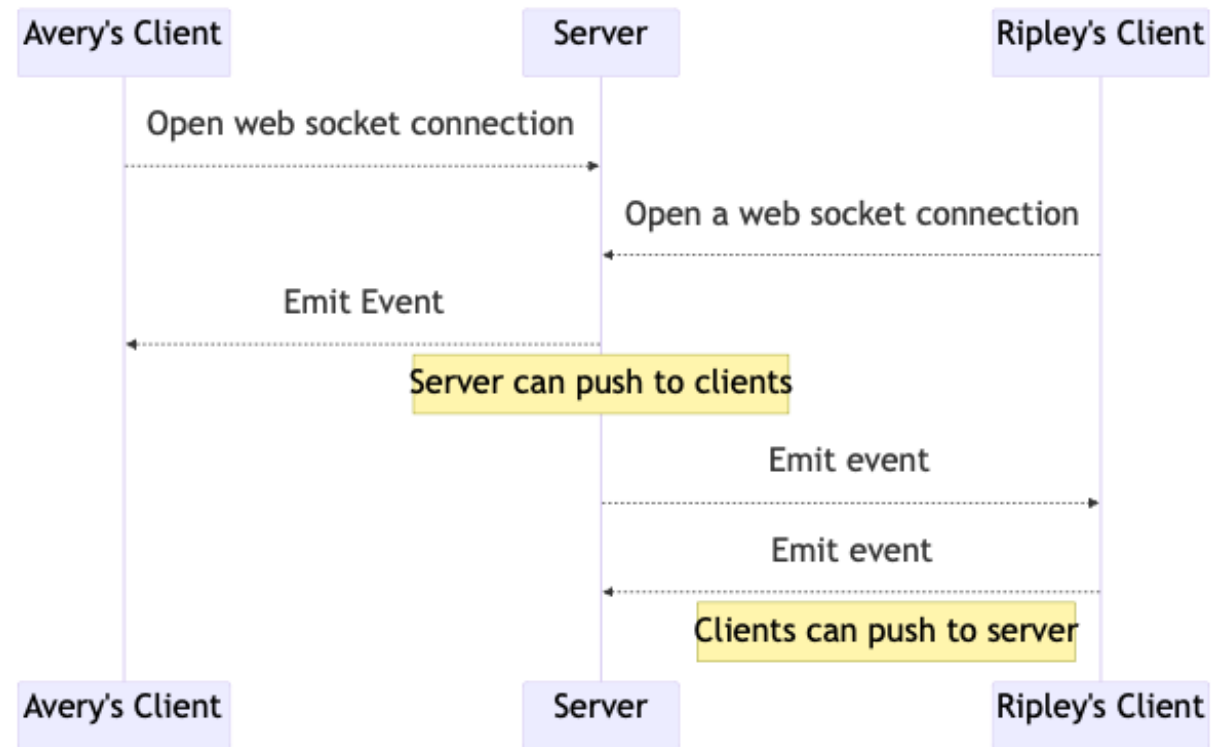 Avery's Client
Server
Ripley's Client
Open web socket connection
Open a web socket connection
Emit Event
Server can push to clients
Emit event
Emit event
Clients can push to server
Avery's Client
Server
Ripley's Client